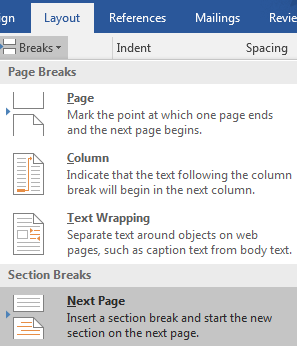 gn Layout References Mailings Revie
Breaks Indent Spacing
Page Breaks
Page
Mark the point at which one page ends
and the next page begins.
Column
Indicate that the text following the column
break will begin in the next column.
Text Wrapping
Separate text around objects on web
pages, such as caption text from body text.
Section Breaks
Next Page
Insert a section break and start the new
section on the next page.